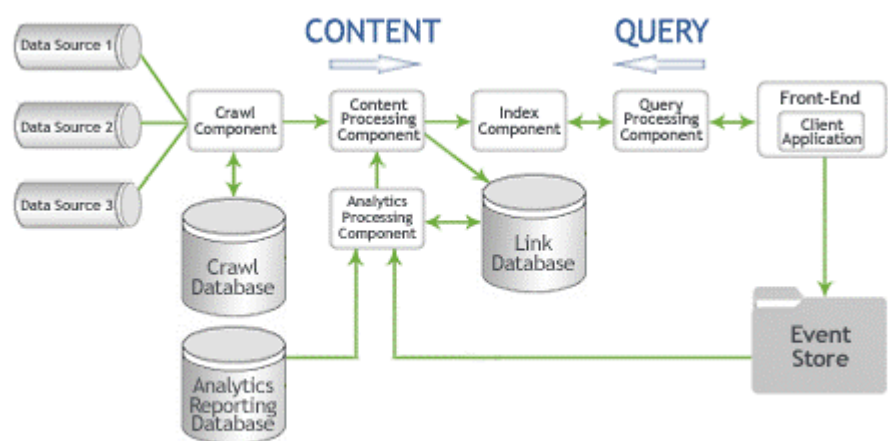 CONTENT
QUERY
Data Source 1
Data Source 2
Data Source 3
Crawl
Component
Content
Processing
Component
Index
Component
Query
Processing
Component
Front-End
Client
Application
Analytics
Processing
Component
Crawl
Database
Link
Database
Event
Store
Analytics
Reporting
Database